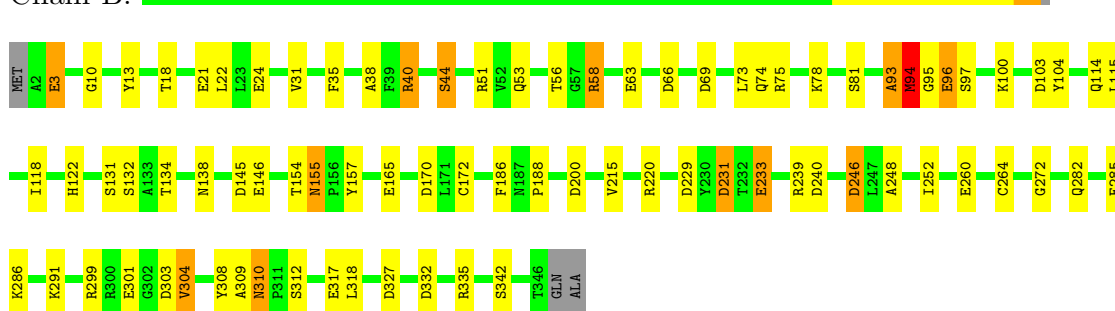 Chain B:
MET A2 E3 G10 Y13 T18 E21 L22 L23 E24 V31 F35 A38 F39 R40 S44 R51 V52 Q53 T56 G57 R58 E63 D66 D69 L73 Q74 R75 K78 S81 A93 M94 G95 E96 S97 K100 D103 Y104 Q114 L115
I118 H122 S131 S132 A133 T134 N138 D145 E146 T154 N155 P156 Y157 E165 D170 L171 C172 F186 N187 P188 D200 V215 R220 D229 Y230 D231 T232 E233 R239 D240 D246 L247 A248 I252 E260 C264 G272 Q282
K286 K291 R299 R300 E301 G302 D303 V304 Y308 A309 N310 P311 S312 E317 L318 D327 D332 R335 S342 T346 GLN ALA